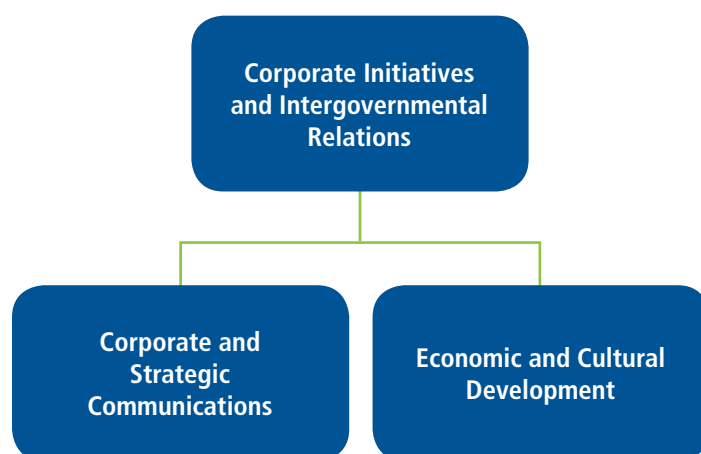 Corporate Initiatives
and Intergovernmental
Relations
Corporate and
Strategic
Communications
Economic and Cultural
Development